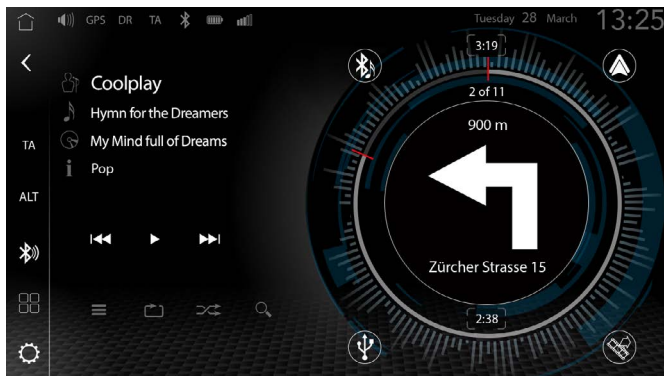 GPS DR TA
Tuesday 28 March 13:25
3:19
2 of 11
Coolplay
Hymn for the Dreamers
My Mind full of Dreams
i Pop
TA
ALT
900 m
Zürcher Strasse 15
2:38